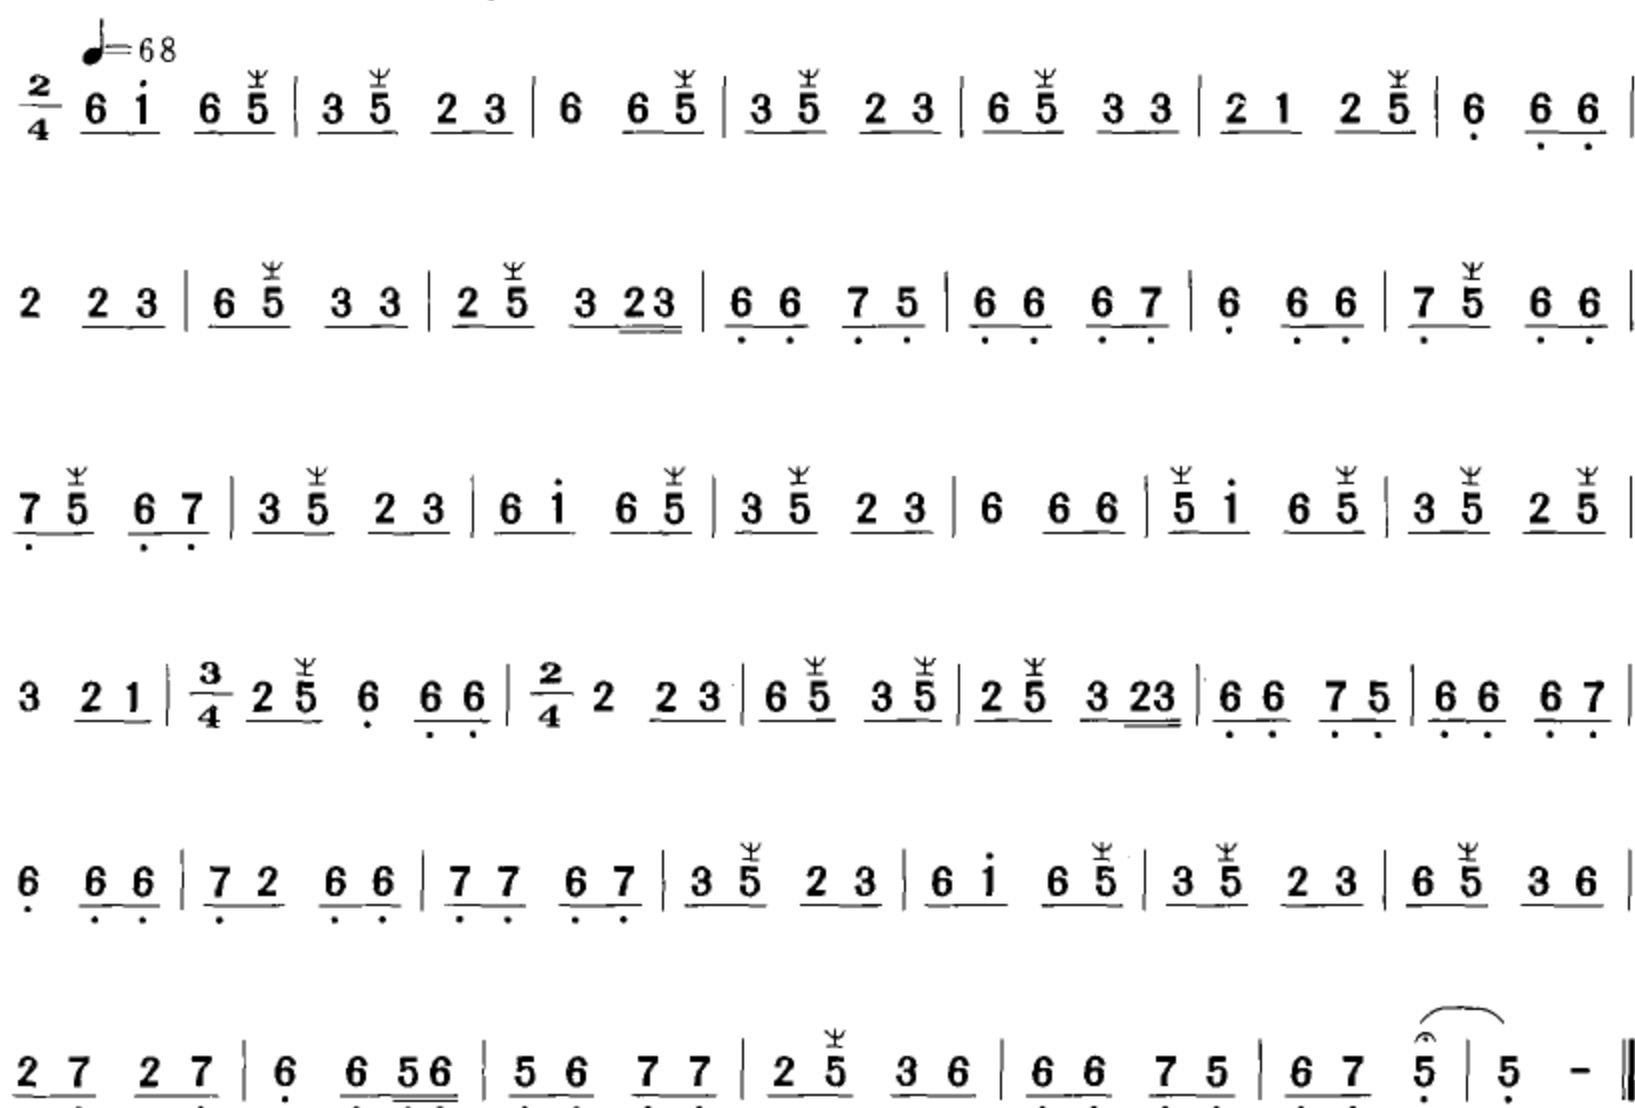 ♩=68
2/4 6 i 6 5 | 3 5 2 3 | 6 6 5 | 3 5 2 3 | 6 5 3 3 | 2 1 2 5 | 6 6 6 |
2 2 3 | 6 5 3 3 | 2 5 3 23 | 6 6 7 5 | 6 6 6 7 | 6 6 6 | 7 5 6 6 |
7 5 6 7 | 3 5 2 3 | 6 i 6 5 | 3 5 2 3 | 6 6 6 | 5 i 6 5 | 3 5 2 5 |
3 2 1 | 3/4 2 5 6 6 6 | 2/4 2 2 3 | 6 5 3 5 | 2 5 3 23 | 6 6 7 5 | 6 6 6 7 |
6 6 6 | 7 2 6 6 | 7 7 6 7 | 3 5 2 3 | 6 i 6 5 | 3 5 2 3 | 6 5 3 6 |
2 7 2 7 | 6 6 56 | 5 6 7 7 | 2 5 3 6 | 6 6 7 5 | 6 7 5 | 5 - ‖